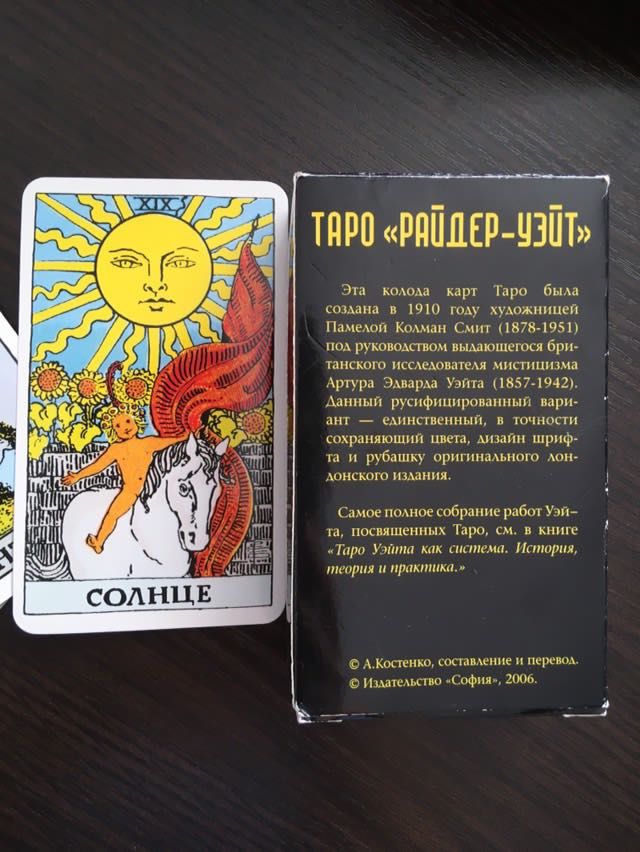 XIX
СОЛНЦЕ
ТАРО «РАЙДЕР-УЭЙТ»
Эта колода карт Таро была
создана в 1910 году художницей
Памелой Колман Смит (1878-1951)
под руководством выдающегося бри-
танского исследователя мистицизма
Артура Эдварда Уэйта (1857-1942).
Данный русифицированный вари-
ант — единственный, в точности
сохраняющий цвета, дизайн шриф-
та и рубашку оригинального лон-
донского издания.
Самое полное собрание работ Уэй-
та, посвященных Таро, см. в книге
«Таро Уэйта как система. История,
теория и практика.»
© А.Костенко, составление и перевод.
© Издательство «София», 2006.